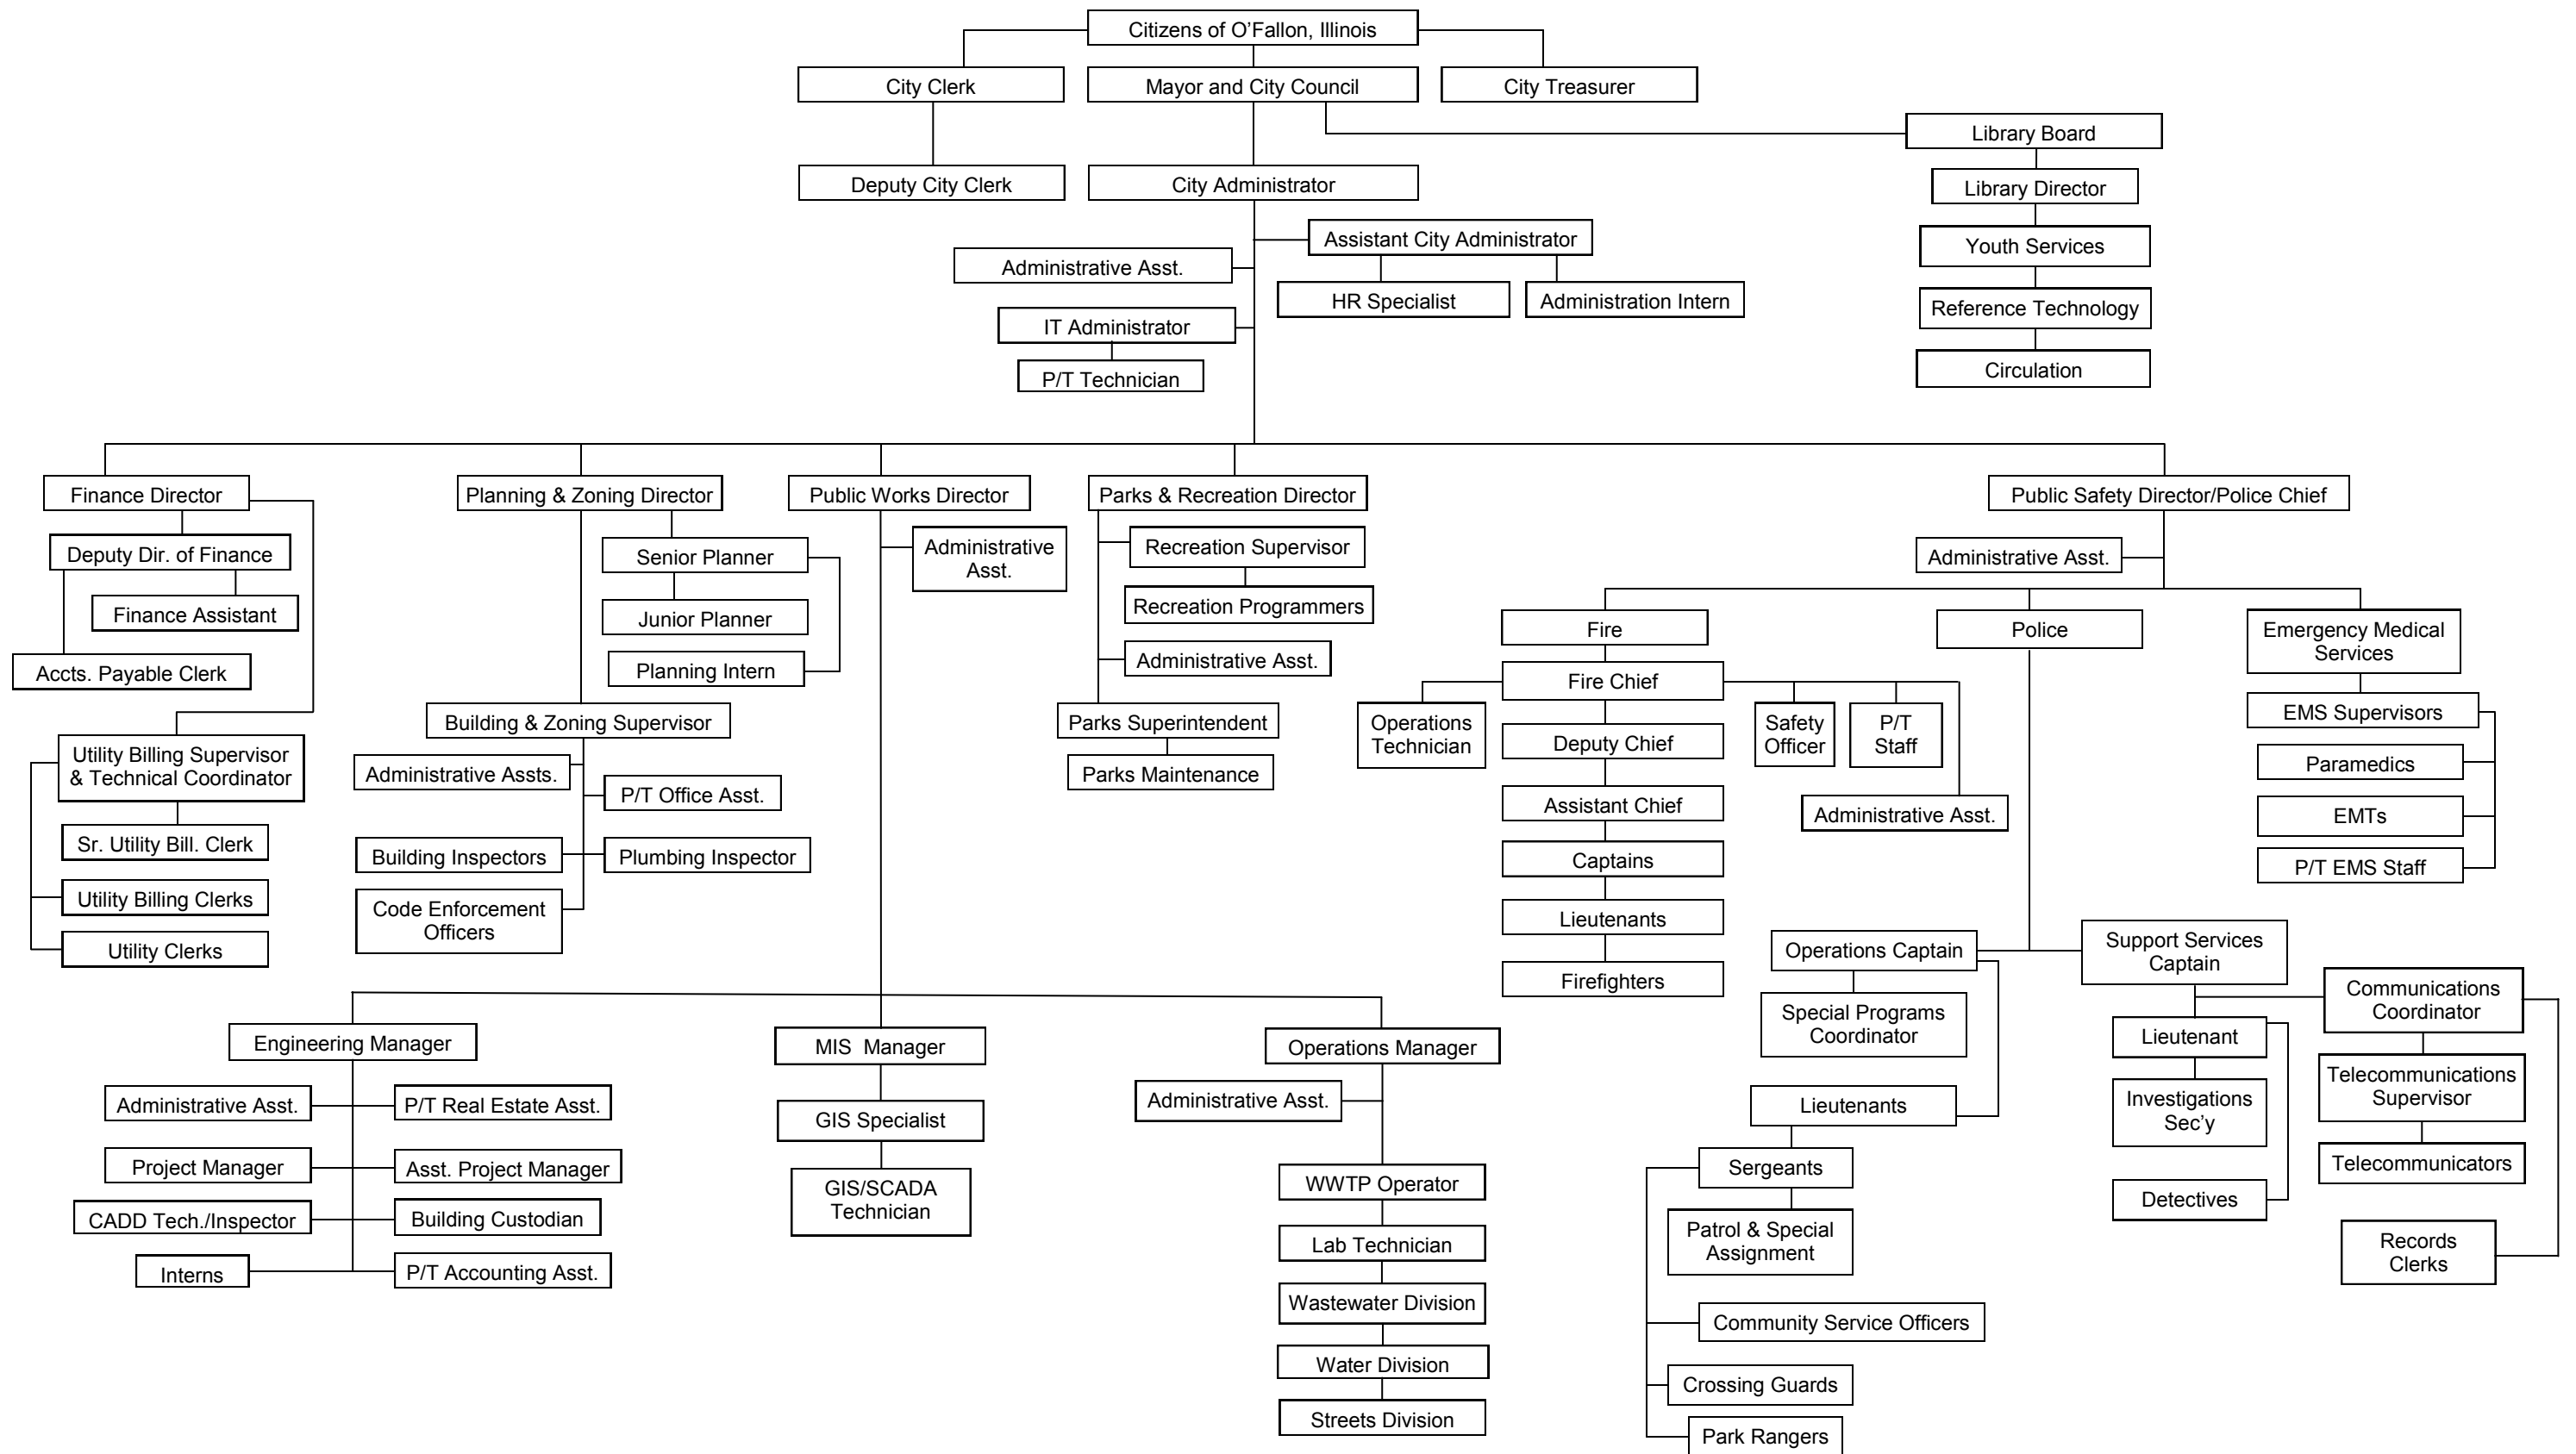 Citizens of O’Fallon, Illinois
City Clerk
Mayor and City Council
City Treasurer
Library Board
Deputy City Clerk
City Administrator
Library Director
Assistant City Administrator
Youth Services
Administrative Asst.
HR Specialist
Administration Intern
Reference Technology
IT Administrator
P/T Technician
Circulation
Finance Director
Planning & Zoning Director
Public Works Director
Parks & Recreation Director
Public Safety Director/Police Chief
Deputy Dir. of Finance
Finance Assistant
Accts. Payable Clerk
Utility Billing Supervisor
& Technical Coordinator
Sr. Utility Bill. Clerk
Utility Billing Clerks
Utility Clerks
Senior Planner
Junior Planner
Planning Intern
Building & Zoning Supervisor
Administrative Assts.
P/T Office Asst.
Building Inspectors
Plumbing Inspector
Code Enforcement
Officers
Administrative
Asst.
Recreation Supervisor
Recreation Programmers
Administrative Asst.
Parks Superintendent
Parks Maintenance
Administrative Asst.
Fire
Police
Emergency Medical
Services
Fire Chief
Operations
Technician
Deputy Chief
Safety
Officer
P/T
Staff
Administrative Asst.
Assistant Chief
Captains
Lieutenants
Firefighters
EMS Supervisors
Paramedics
EMTs
P/T EMS Staff
Operations Captain
Support Services
Captain
Special Programs
Coordinator
Lieutenants
Sergeants
Patrol & Special
Assignment
Community Service Officers
Crossing Guards
Park Rangers
Lieutenant
Investigations
Sec’y
Detectives
Communications
Coordinator
Telecommunications
Supervisor
Telecommunicators
Records
Clerks
Engineering Manager
Administrative Asst.
P/T Real Estate Asst.
Project Manager
Asst. Project Manager
CADD Tech./Inspector
Building Custodian
Interns
P/T Accounting Asst.
MIS  Manager
GIS Specialist
GIS/SCADA
Technician
Operations Manager
Administrative Asst.
WWTP Operator
Lab Technician
Wastewater Division
Water Division
Streets Division